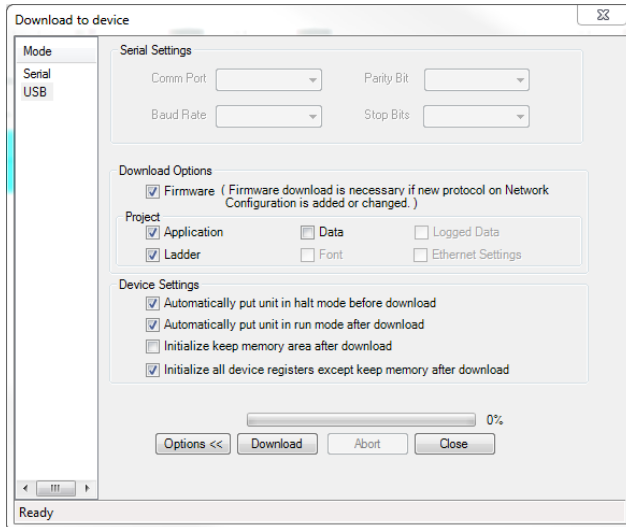 Download to device
Mode
Serial
USB
Serial Settings
Comm Port
Parity Bit
Baud Rate
Stop Bits
Download Options
Firmware ( Firmware download is necessary if new protocol on Network
Configuration is added or changed. )
Project
Application
Data
Logged Data
Ladder
Font
Ethernet Settings
Device Settings
Automatically put unit in halt mode before download
Automatically put unit in run mode after download
Initialize keep memory area after download
Initialize all device registers except keep memory after download
0%
Options <<
Download
Abort
Close
Ready